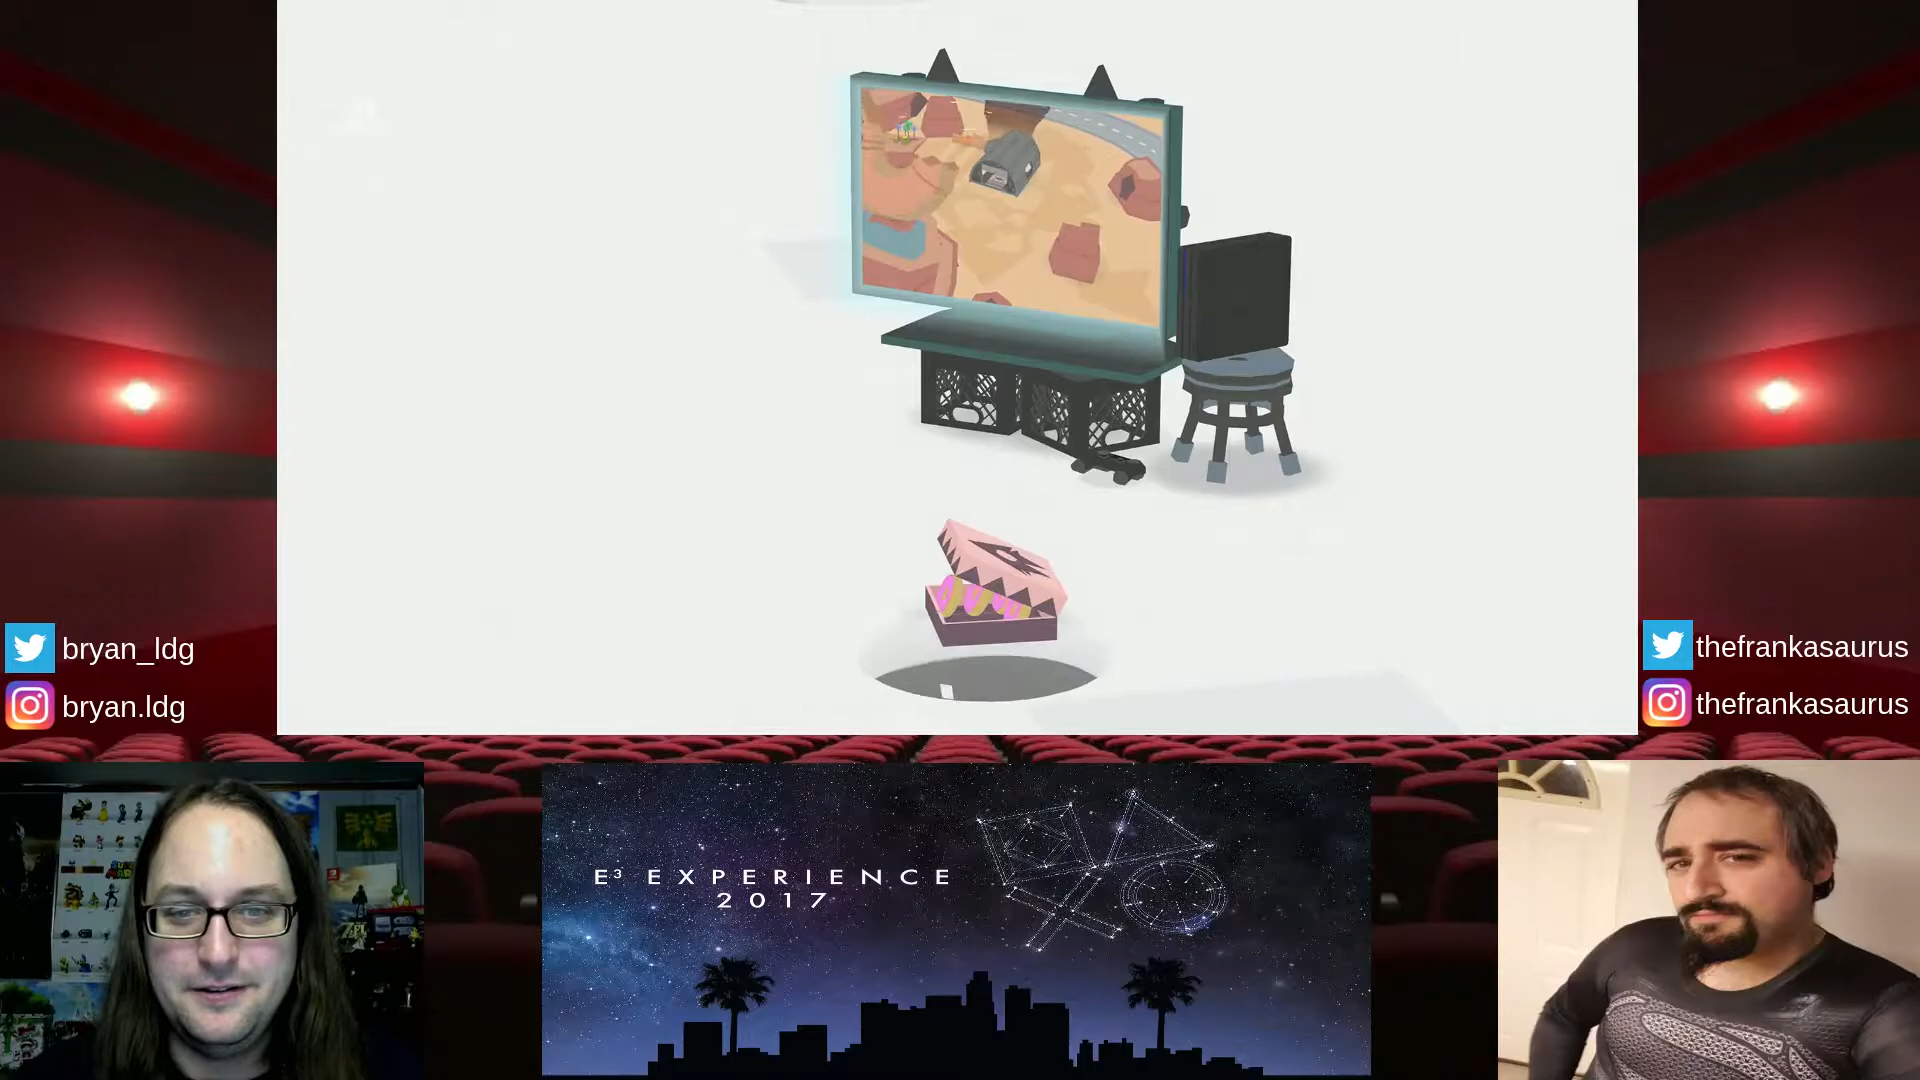 bryan_ldg
bryan.ldg
thefrankasaurus
thefrankasaurus
E³ EXPERIENCE
2017